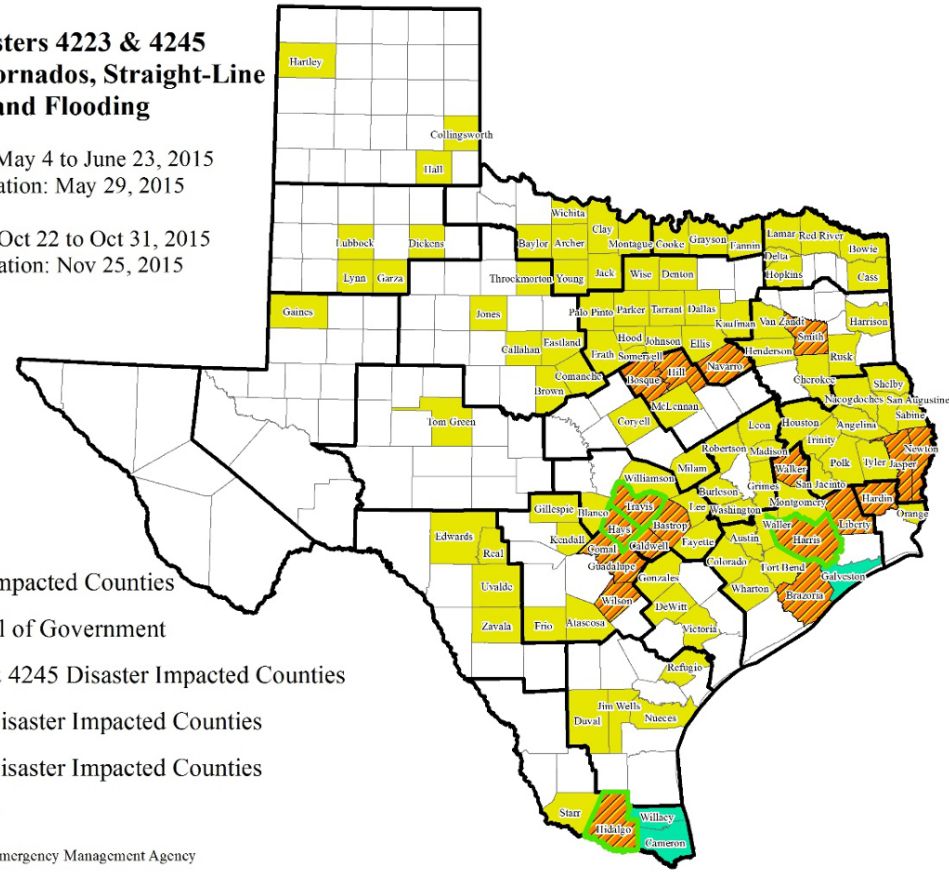 sters 4223 & 4245
ornados, Straight-Line
and Flooding
May 4 to June 23, 2015
ation: May 29, 2015
Oct 22 to Oct 31, 2015
ation: Nov 25, 2015
Hartley
Collingsworth
Hall
Wichita
Clay
Lubbock Dickens Baylor Archer Montague Cooke Grayson Fannin Lamar Red River Bowie
Delta
Lynn Garza Throckmorton Young Jack Wise Denton Hopkins Cass
Gaines Jones Palo Pinto Parker Tarrant Dallas Kaufman Van Zandt Smith Harrison
Callahan Eastland Erath Hood Somervell Johnson Ellis Henderson Rusk
Comanche Bosque Hill Navarro Cherokee Shelby
Brown McLennan Nacogdoches San Augustine
Tom Green Coryell Leon Houston Angelina Sabine
Robertson Madison Trinity Newton
Milam Walker Polk Tyler Jasper
Williamson Burleson Grimes San Jacinto
Gillespie Blanco Travis Lee Washington Montgomery Hardin
Hays Bastrop Waller Liberty Orange
Edwards Kendall Comal Caldwell Fayette Austin Harris
Real Guadalupe Colorado Fort Bend Galveston
Uvalde Wilson Gonzales Wharton Brazoria
Zavala Frio Atascosa DeWitt
Victoria
Refugio
Duval Jim Wells Nueces
Starr Hidalgo Willacy
Cameron
mpacted Counties
l of Government
4245 Disaster Impacted Counties
isaster Impacted Counties
isaster Impacted Counties
mergency Management Agency